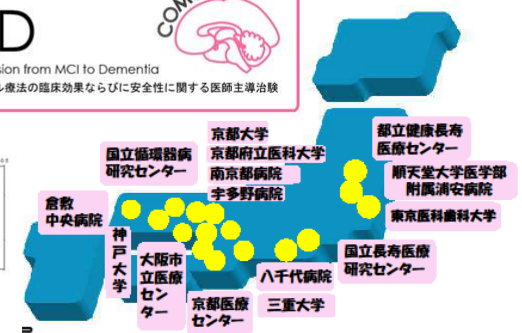 COM
D
sion from MCI to Dementia
ル療法の臨床効果ならびに安全性に関する医師主導治験
京都大学
京都府立医科大学
南京都病院
宇多野病院
国立循環器病
研究センター
都立健康長寿
医療センター
順天堂大学医学部
附属浦安病院
東京医科歯科大学
倉敷
中央病院
神戸大学
大阪市
立医療
セン
ター
京都医療
センター
八千代病院
三重大学
国立長寿医療
研究センター